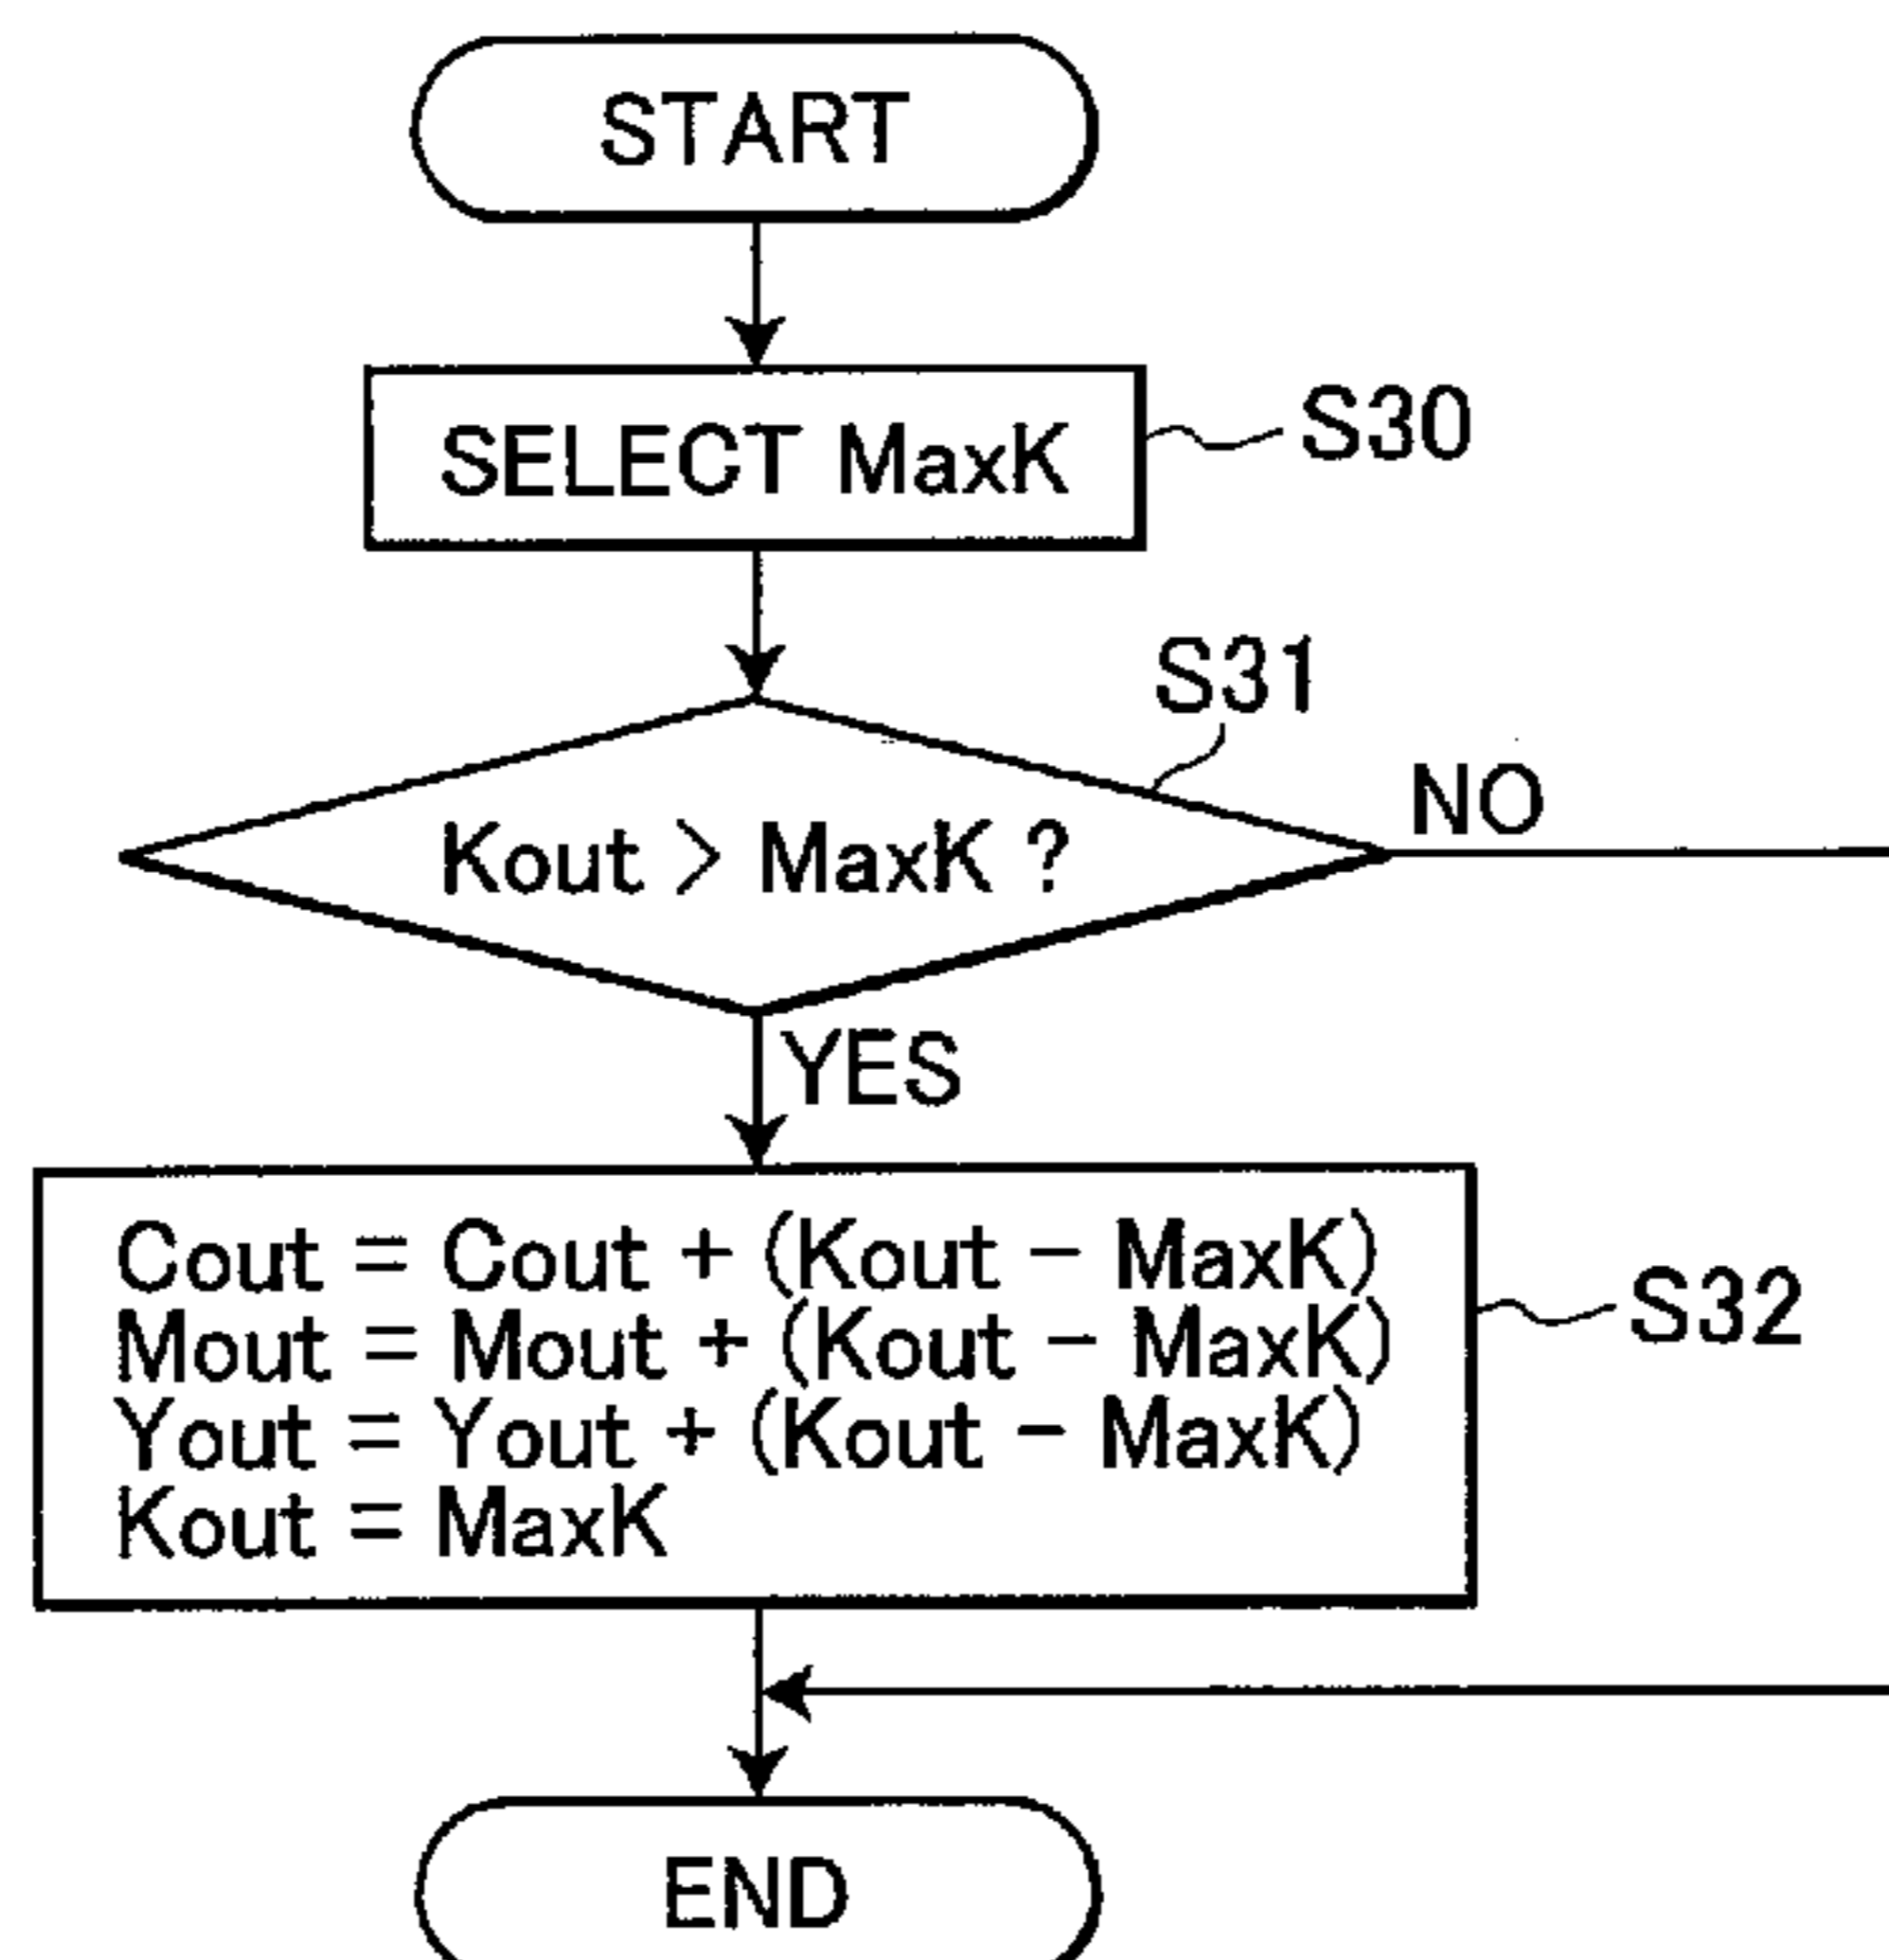 START
SELECT MaxK
S30
S31
Kout > MaxK ?
NO
YES
Cout = Cout + (Kout - MaxK)
Mout = Mout + (Kout - MaxK)
Yout = Yout + (Kout - MaxK)
Kout = MaxK
S32
END